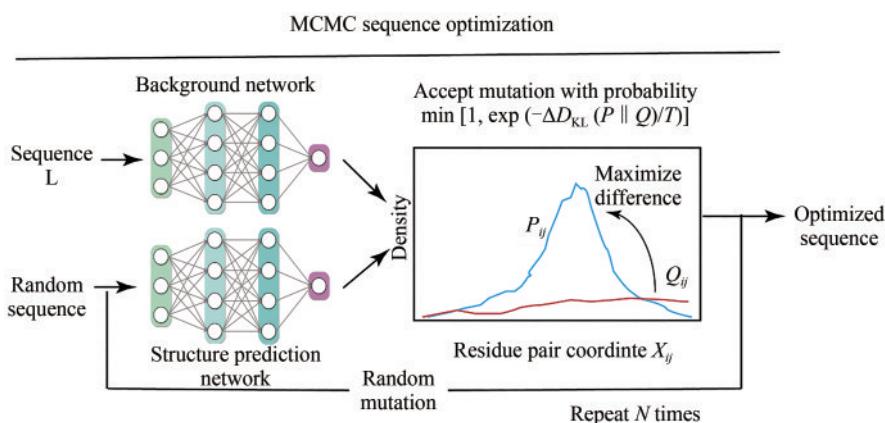 MCMC sequence optimization
Background network
Accept mutation with probability
min [1, exp (−ΔD_KL (P ‖ Q)/T)]
Sequence
L
Maximize
difference
P_ij
Density
Optimized
sequence
Q_ij
Random
sequence
Structure prediction
network
Residue pair coordinte X_ij
Random
mutation
Repeat N times